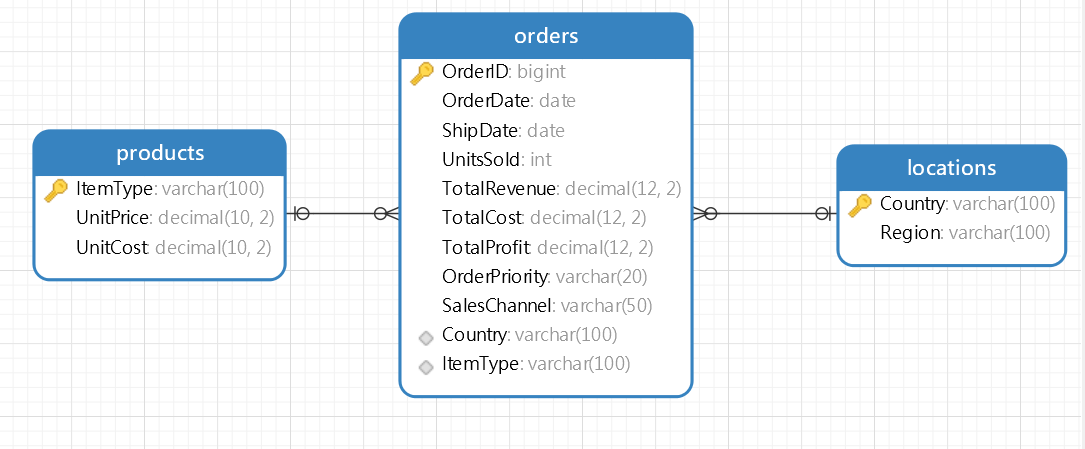 products
ItemType: varchar(100)
UnitPrice: decimal(10, 2)
UnitCost: decimal(10, 2)
orders
OrderID: bigint
OrderDate: date
ShipDate: date
UnitsSold: int
TotalRevenue: decimal(12, 2)
TotalCost: decimal(12, 2)
TotalProfit: decimal(12, 2)
OrderPriority: varchar(20)
SalesChannel: varchar(50)
Country: varchar(100)
ItemType: varchar(100)
locations
Country: varchar(100)
Region: varchar(100)